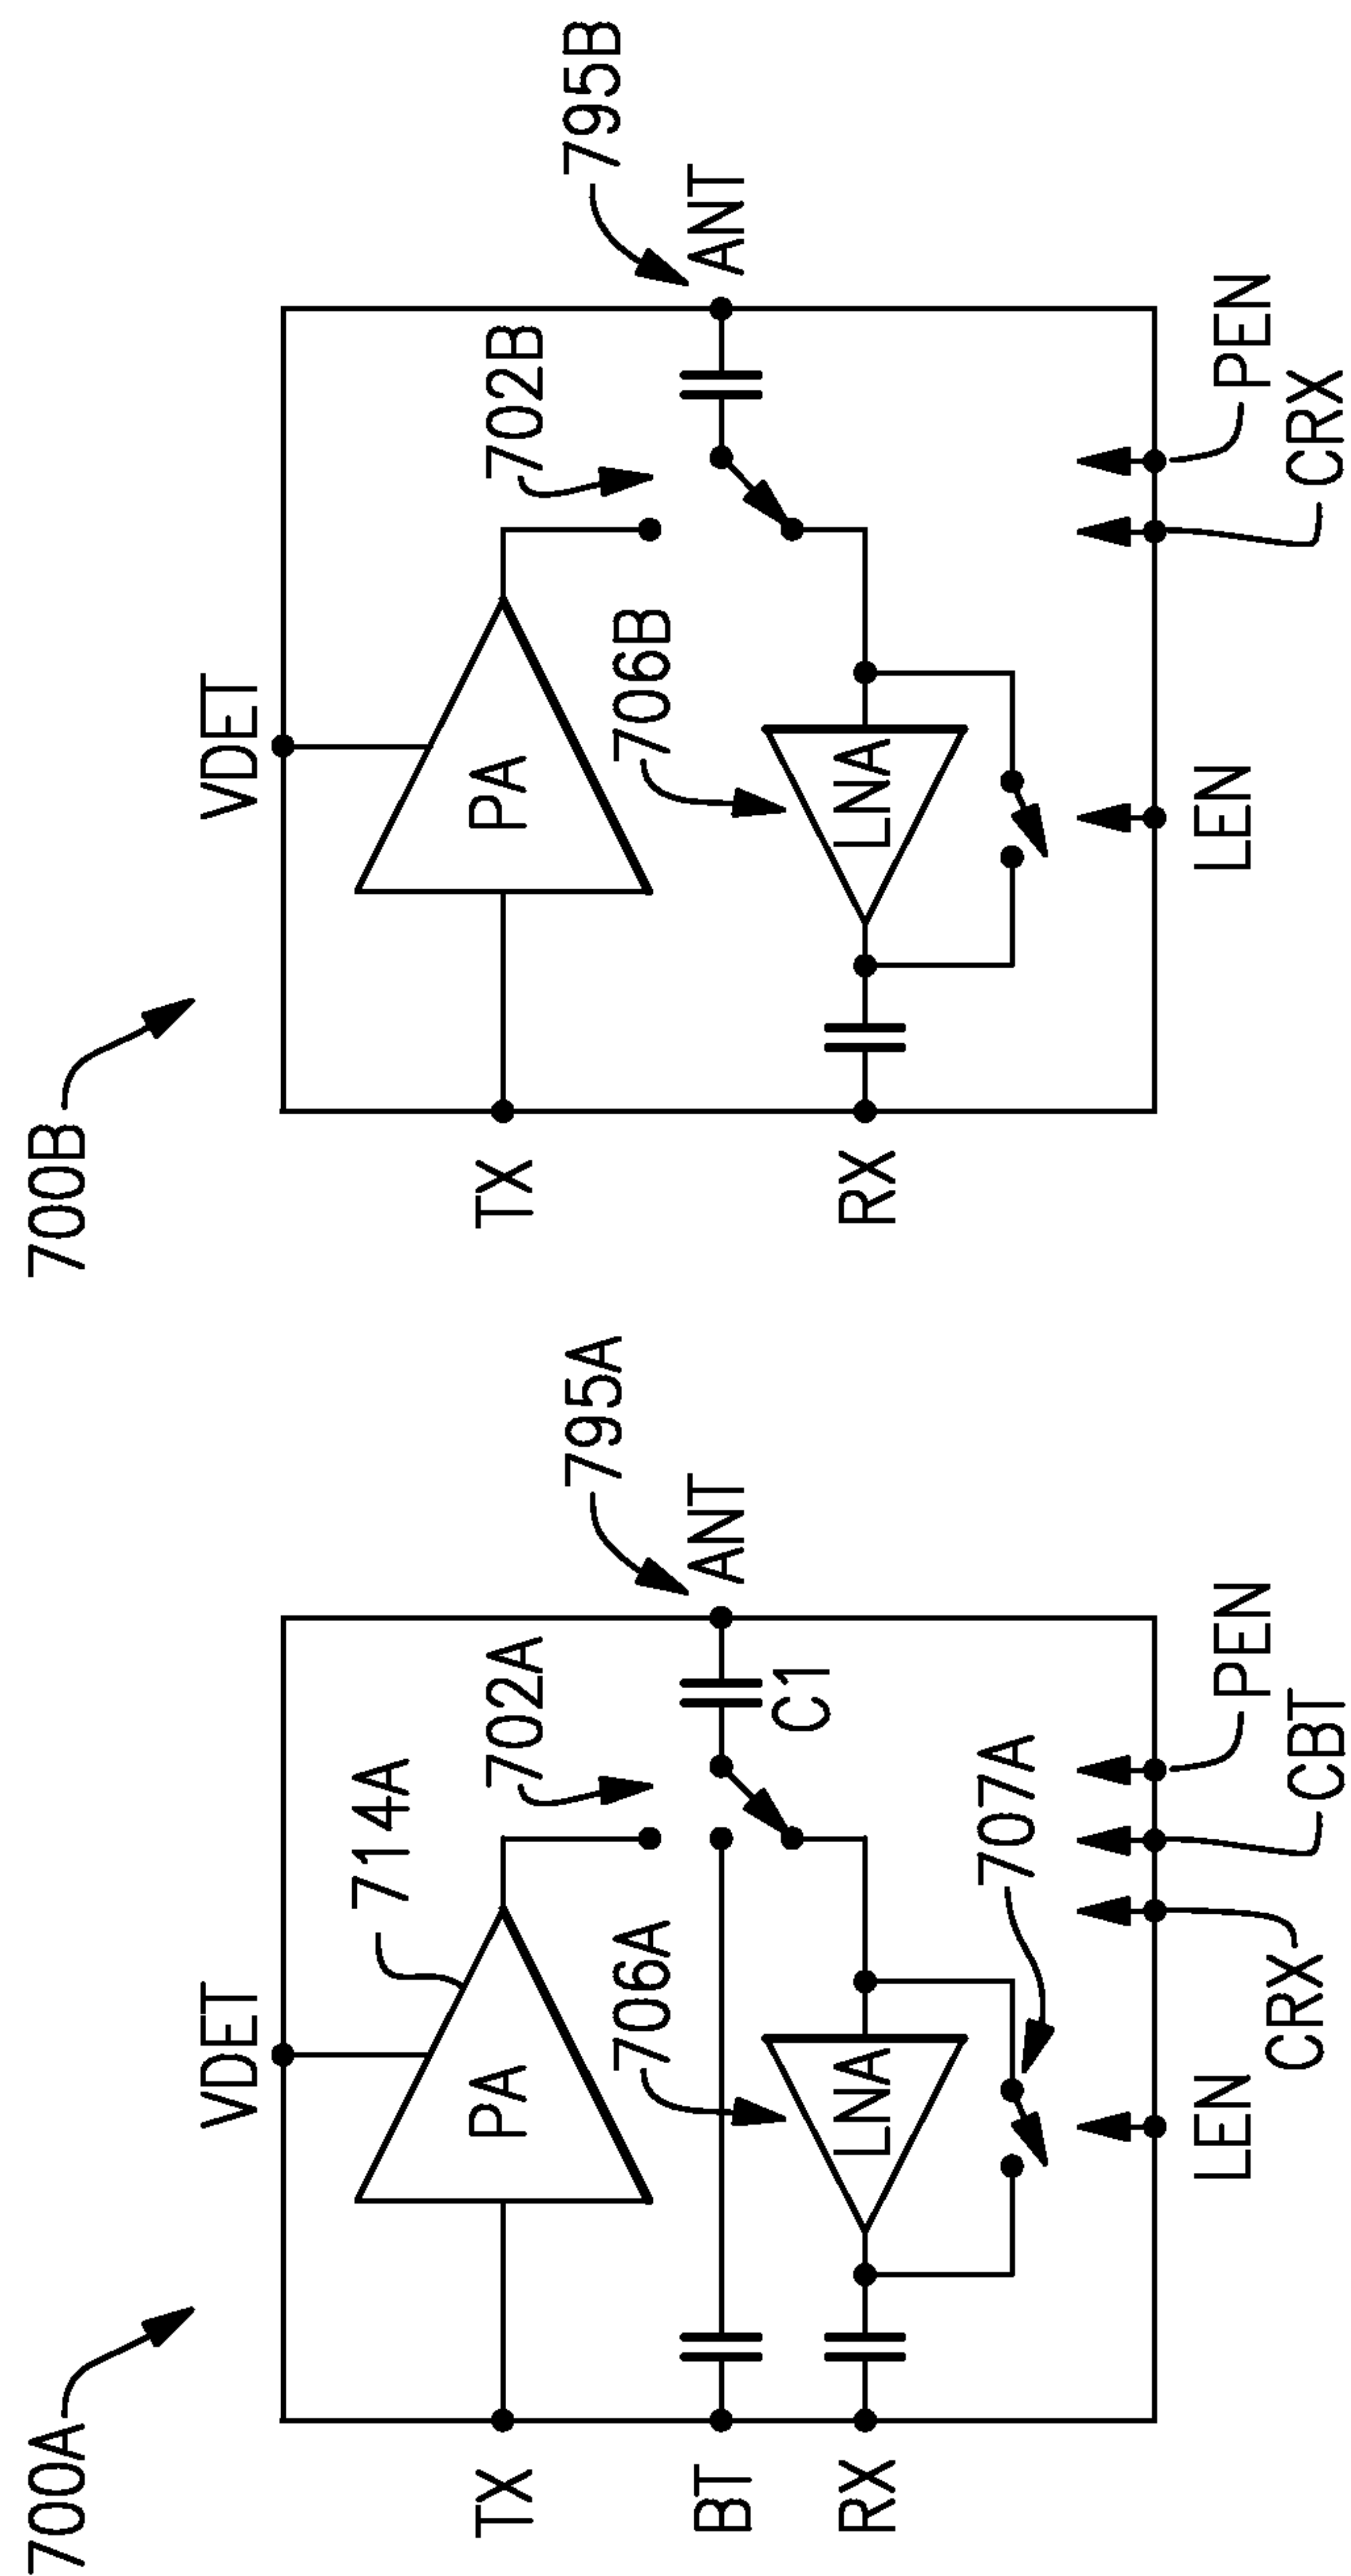 700A
VDET
714A
702A
795A
TX
PA
ANT
BT
706A
C1
RX
LNA
707A
LEN
PEN
CRX
CBT
700B
VDET
702B
795B
TX
PA
ANT
706B
RX
LNA
LEN
PEN
CRX